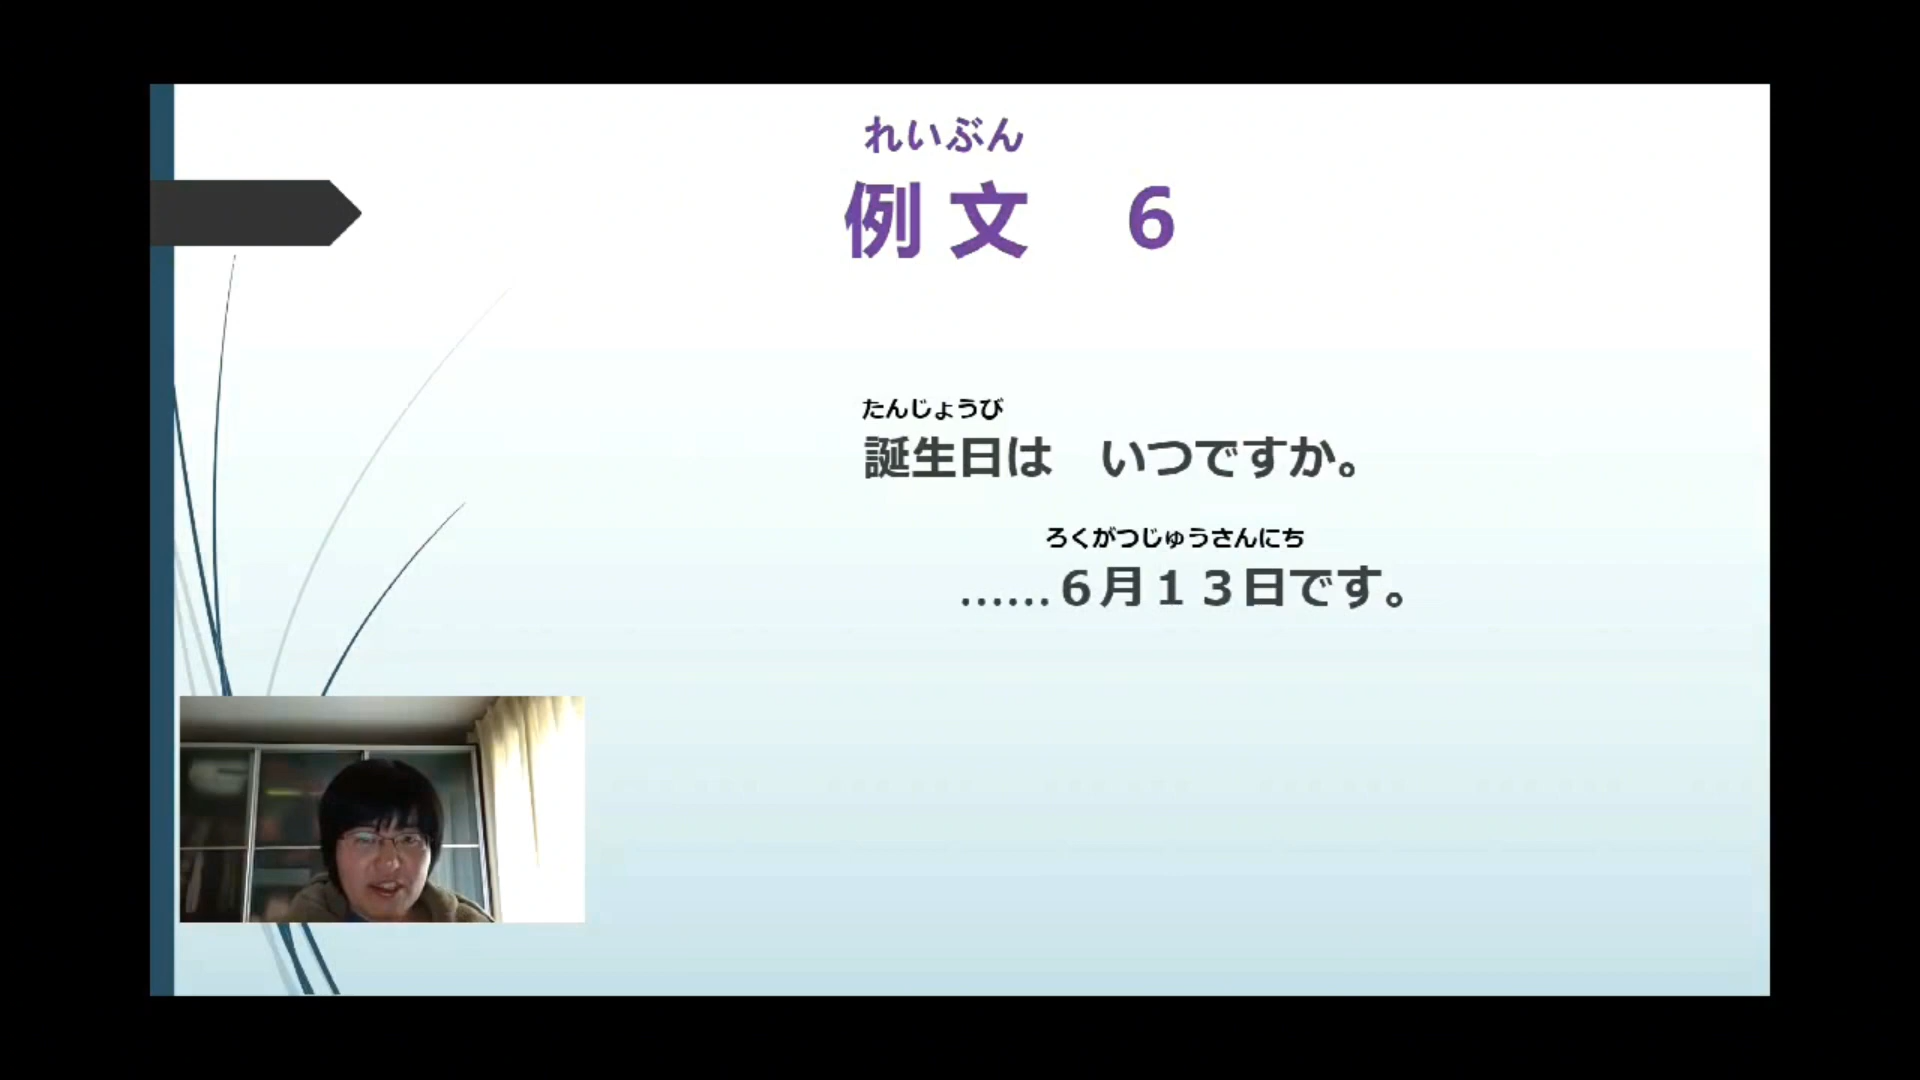 れいぶん
例文　6
たんじょうび
誕生日は　いつですか。
ろくがつじゅうさんにち
……６月１３日です。